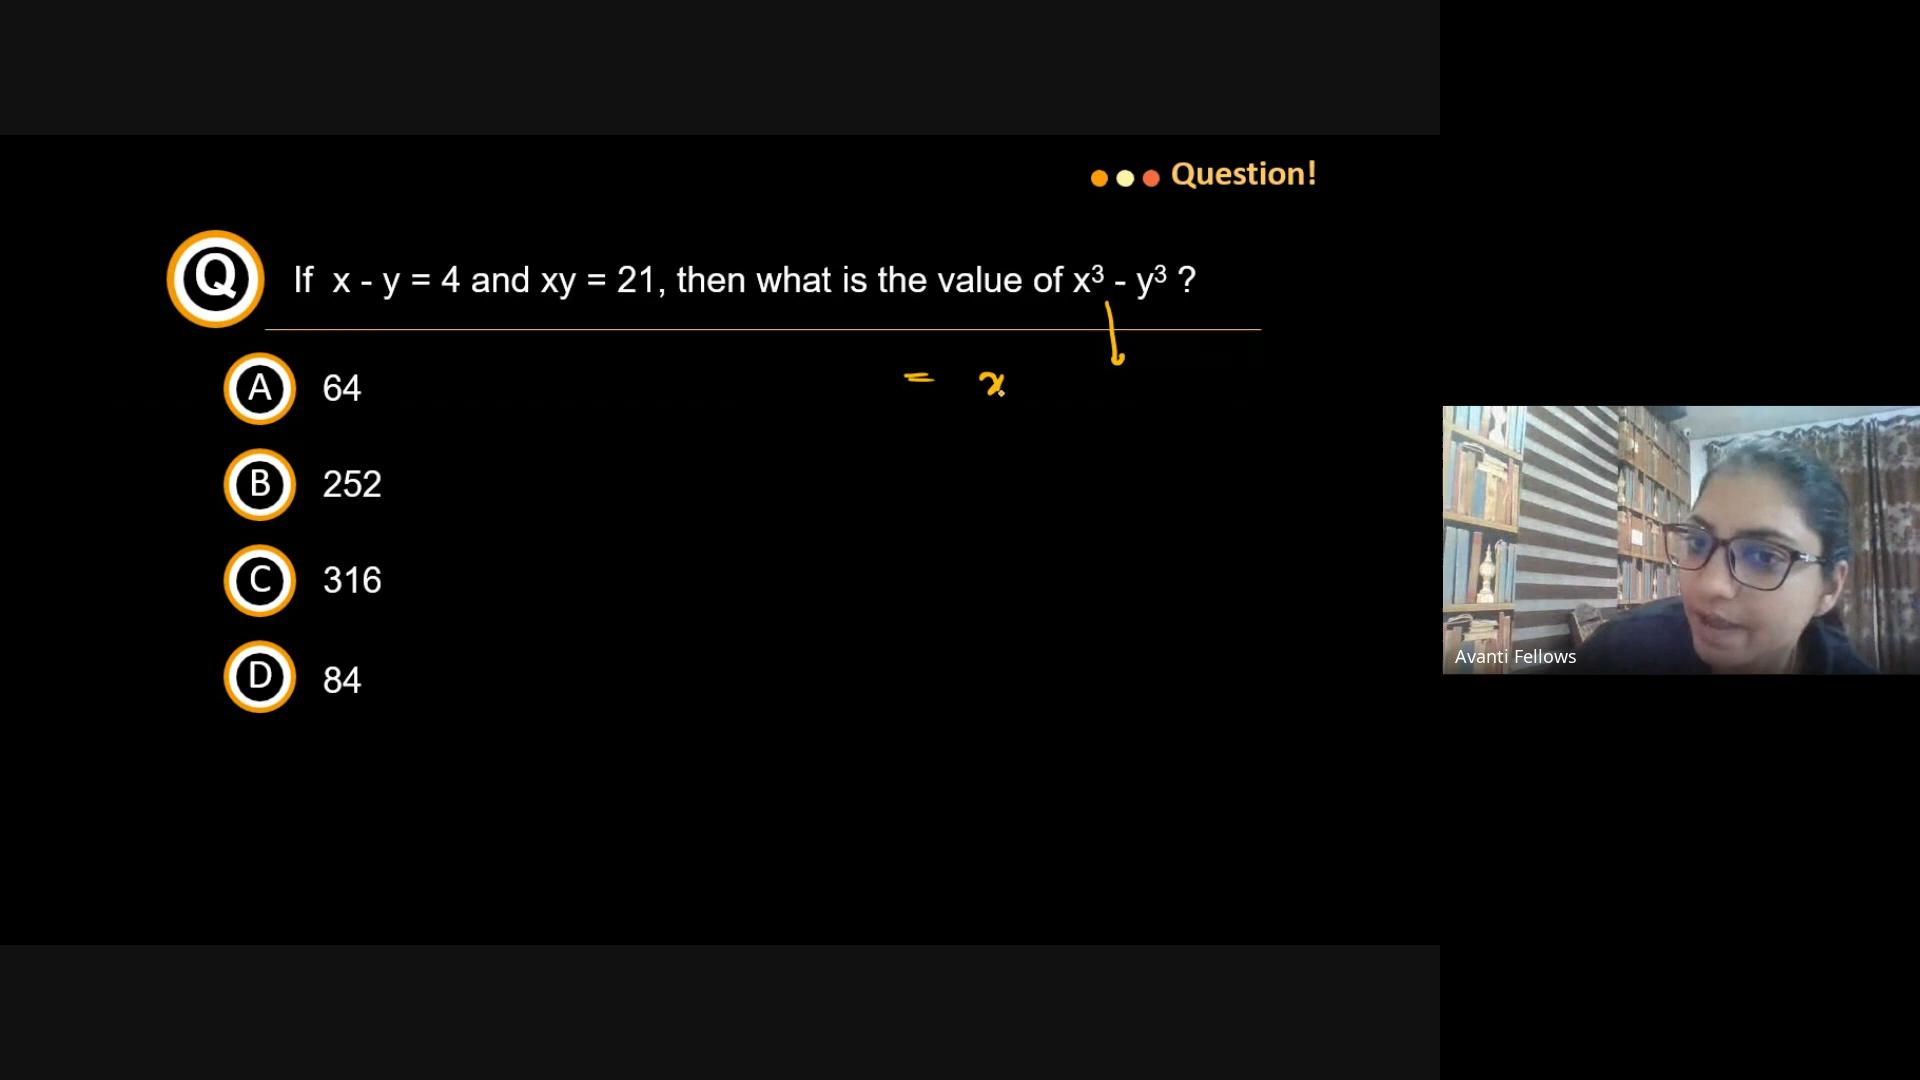 Question!
Q If x - y = 4 and xy = 21, then what is the value of x³ - y³ ?
A 64
= x
B 252
C 316
Avanti Fellows
D 84